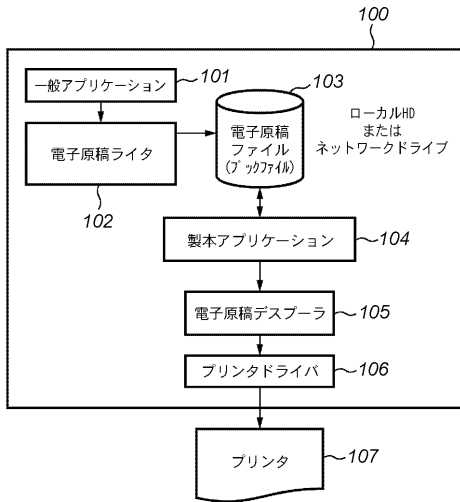 100
101
一般アプリケーション
103
電子原稿
ファイル
(ﾌﾞｯｸﾌｧｲﾙ)
ローカルHD
または
ネットワークドライブ
電子原稿ライタ
102
製本アプリケーション
104
電子原稿デスプーラ
105
プリンタドライバ
106
プリンタ
107